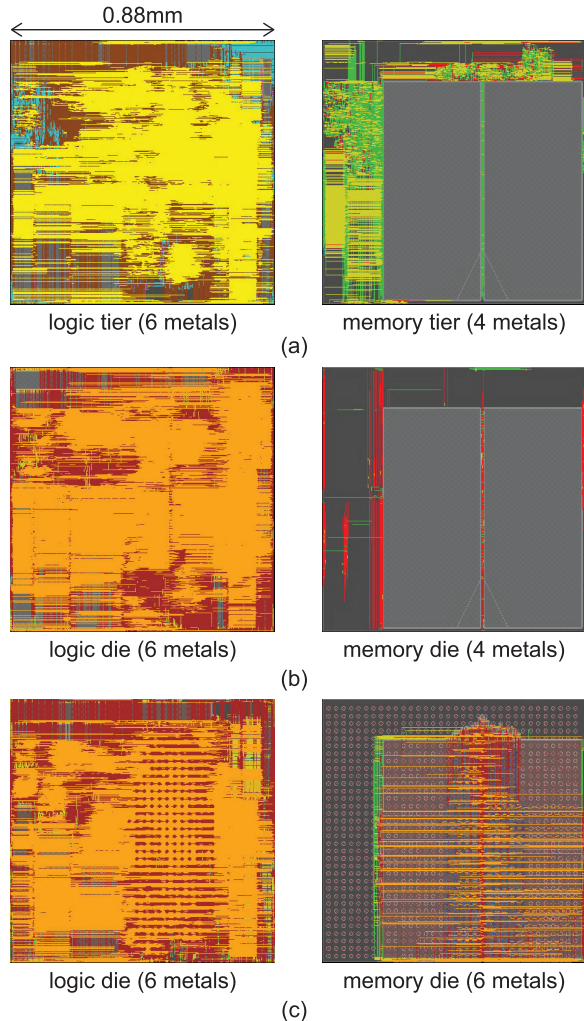 0.88mm
logic tier (6 metals)
memory tier (4 metals)
(a)
logic die (6 metals)
memory die (4 metals)
(b)
logic die (6 metals)
memory die (6 metals)
(c)